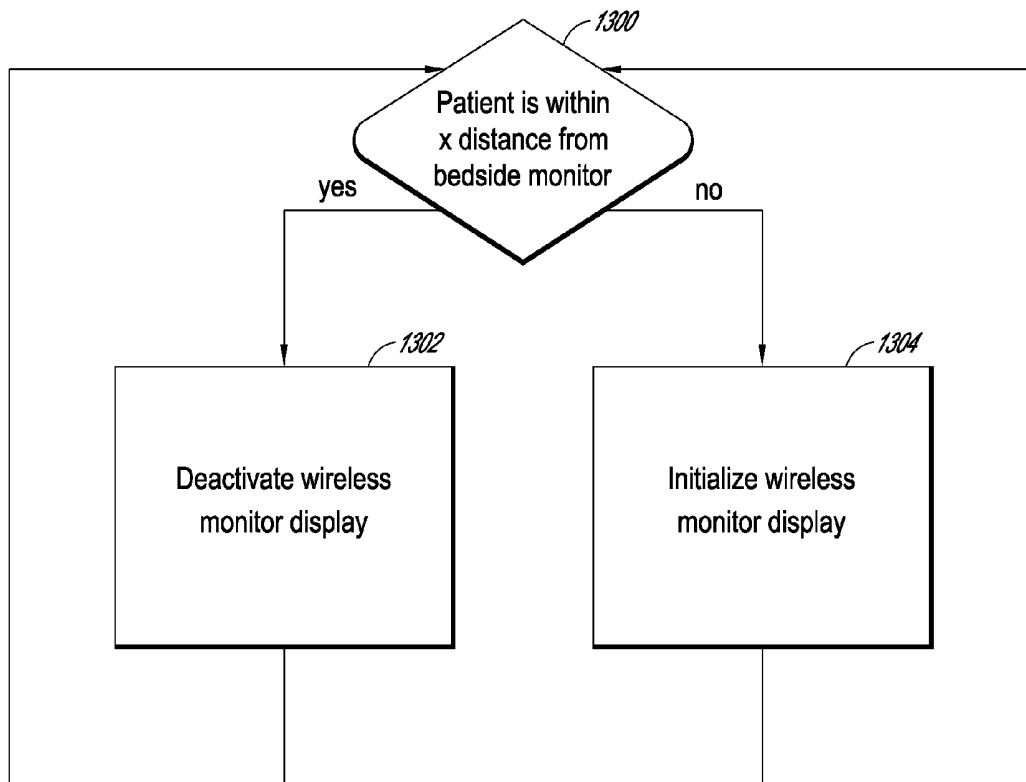 1300
Patient is within
x distance from
bedside monitor
yes
no
1302
1304
Deactivate wireless
monitor display
Initialize wireless
monitor display